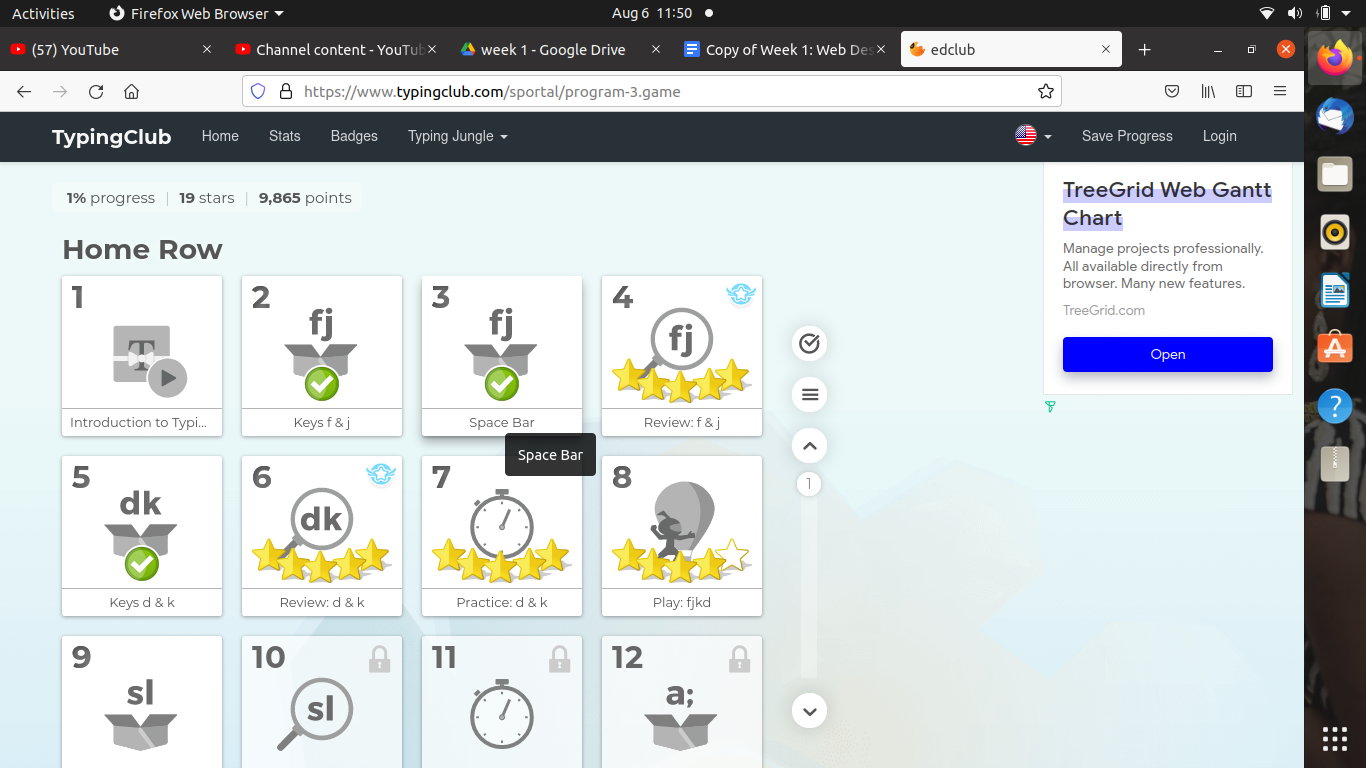 Activities Firefox Web Browser Aug 6 11:50
(57) YouTube Channel content - YouTub week 1 - Google Drive Copy of Week 1: Web Des edclub
https://www.typingclub.com/sportal/program-3.game
TypingClub Home Stats Badges Typing Jungle Save Progress Login
1% progress | 19 stars | 9,865 points
TreeGrid Web Gantt
Chart
Manage projects professionally.
All available directly from
browser. Many new features.
TreeGrid.com
Open
Home Row
1 2 3 4
T fj fj fj
Introduction to Typi... Keys f & j Space Bar Review: f & j
Space Bar
5 6 7 8
dk dk
Keys d & k Review: d & k Practice: d & k Play: fjkd
1
9 10 11 12
sl sl a;